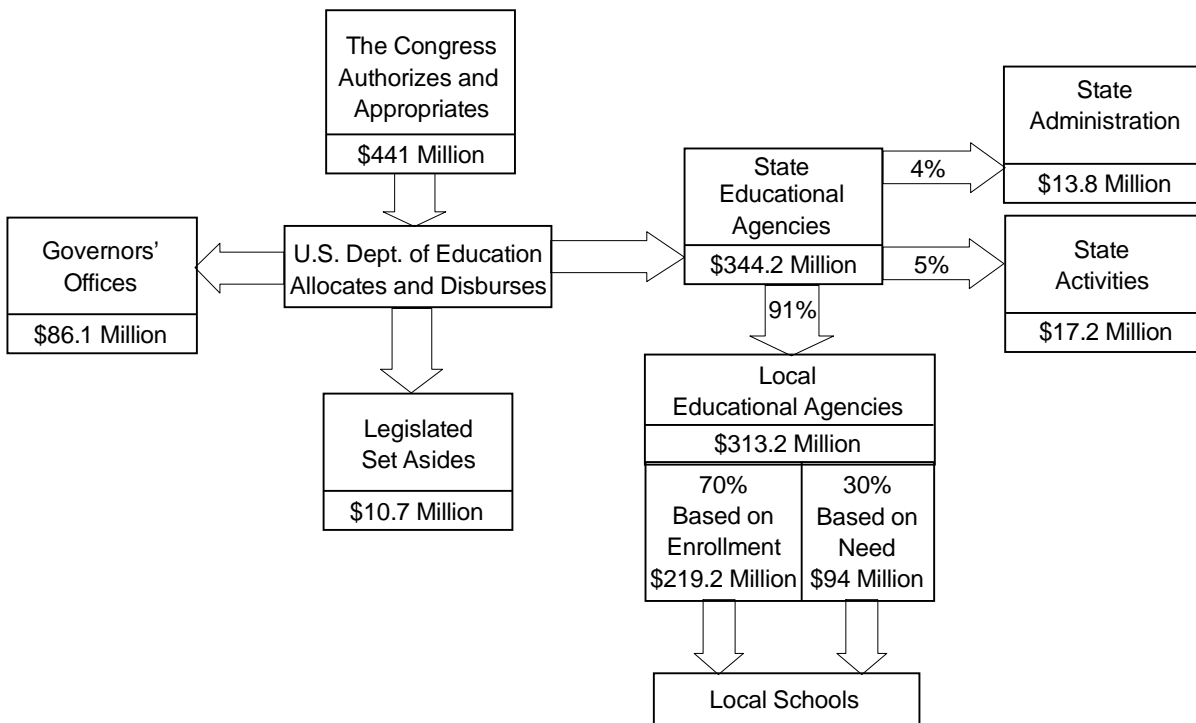 The Congress
Authorizes and
Appropriates
$441 Million
State
Administration
$13.8 Million
State
Educational
Agencies
$344.2 Million
4%
5%
91%
Governors’
Offices
$86.1 Million
U.S. Dept. of Education
Allocates and Disburses
State
Activities
$17.2 Million
Legislated
Set Asides
$10.7 Million
Local
Educational Agencies
$313.2 Million
70%
Based on
Enrollment
$219.2 Million
30%
Based on
Need
$94 Million
Local Schools